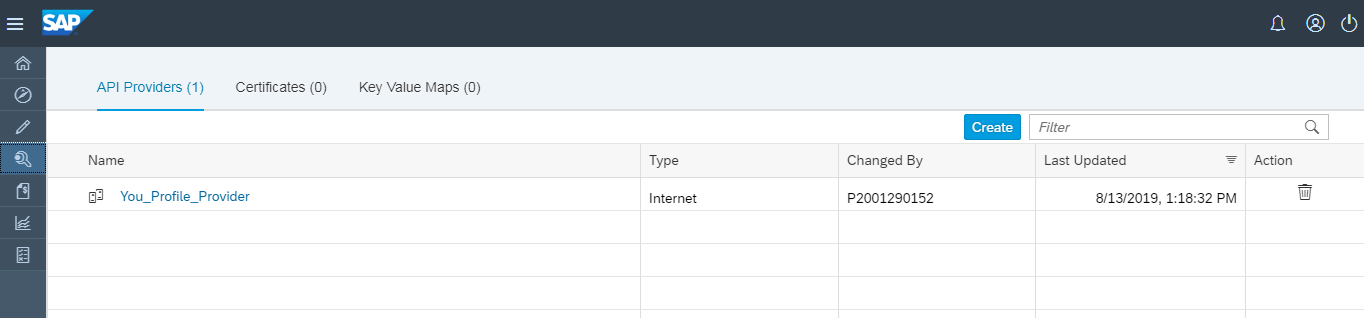 SAP
API Providers (1) Certificates (0) Key Value Maps (0)
Create Filter
Name Type Changed By Last Updated Action
You_Profile_Provider Internet P2001290152 8/13/2019, 1:18:32 PM